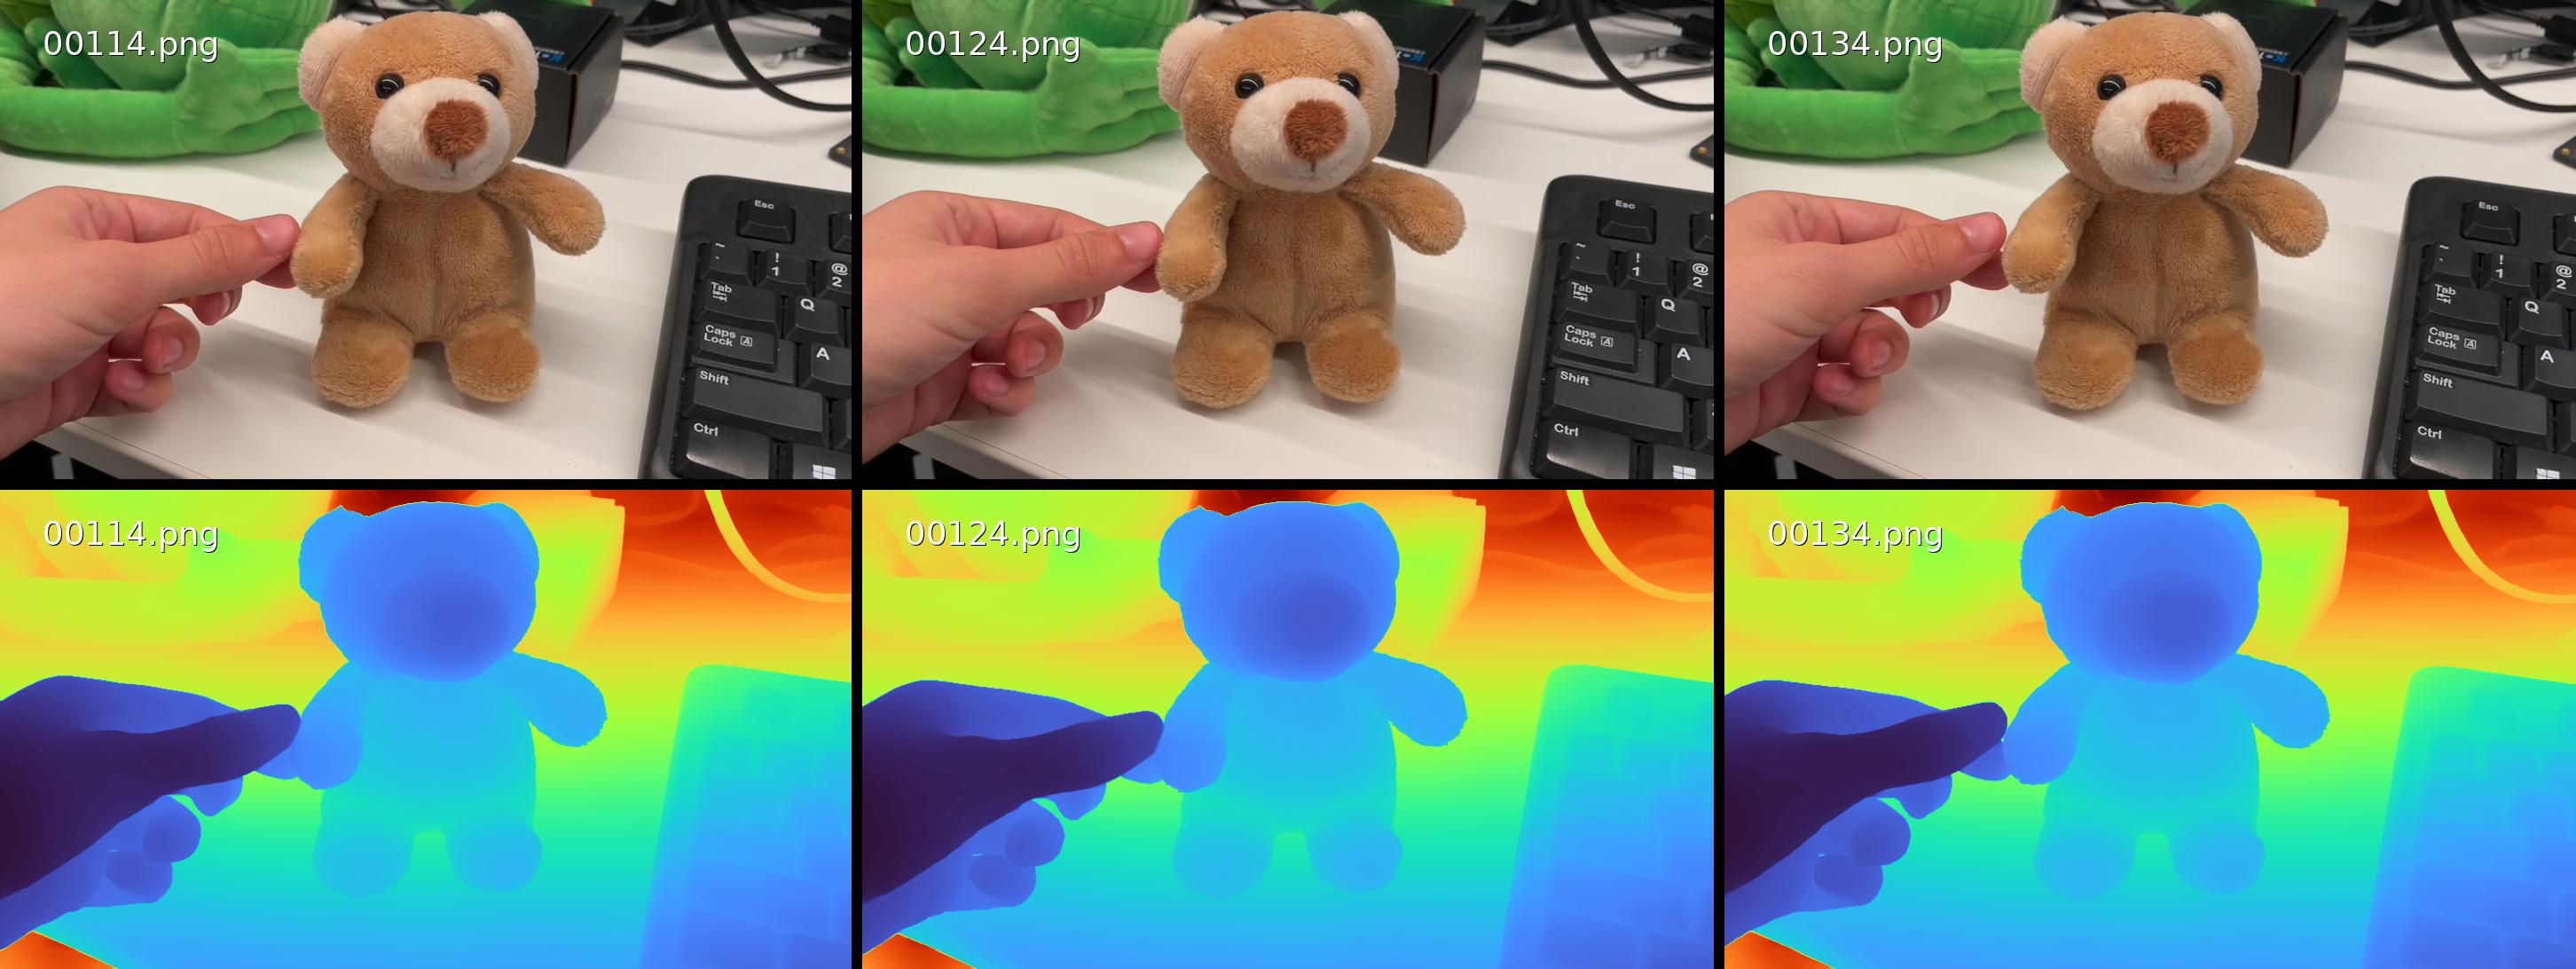 00114.png
Esc
~
`
!
1
@
2
Tab
Q
Caps
Lock
A
A
Shift
Ctrl
00124.png
Esc
~
`
!
1
@
2
Tab
Q
Caps
Lock
A
A
Shift
Ctrl
00134.png
Esc
~
`
!
1
@
2
Tab
Q
Caps
Lock
A
A
Shift
Ctrl
00114.png
00124.png
00134.png